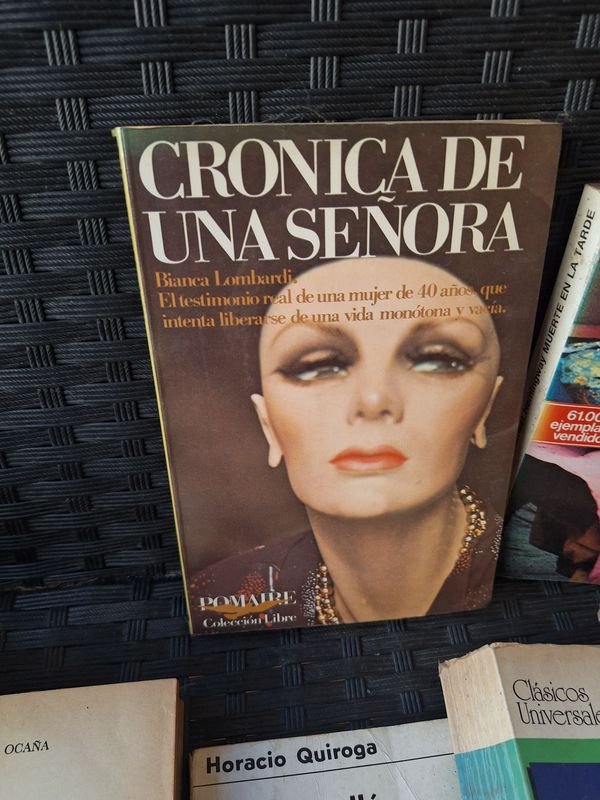 CRONICA DE
UNA SEÑORA
Bianca Lombardi.
El testimonio real de una mujer de 40 años, que
intenta liberarse de una vida monótona y vacía.
POMAIRE
Colección Libre
Hemingway MUERTE EN LA TARDE
61.00
ejempla
vendido
OCAÑA
Horacio Quiroga
Clásicos
Universale